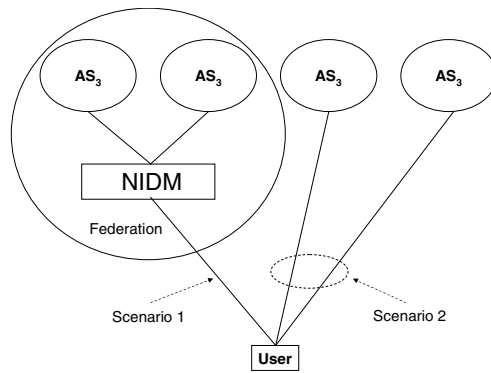 AS3
AS3
AS3
AS3
NIDM
Federation
Scenario 1
Scenario 2
User